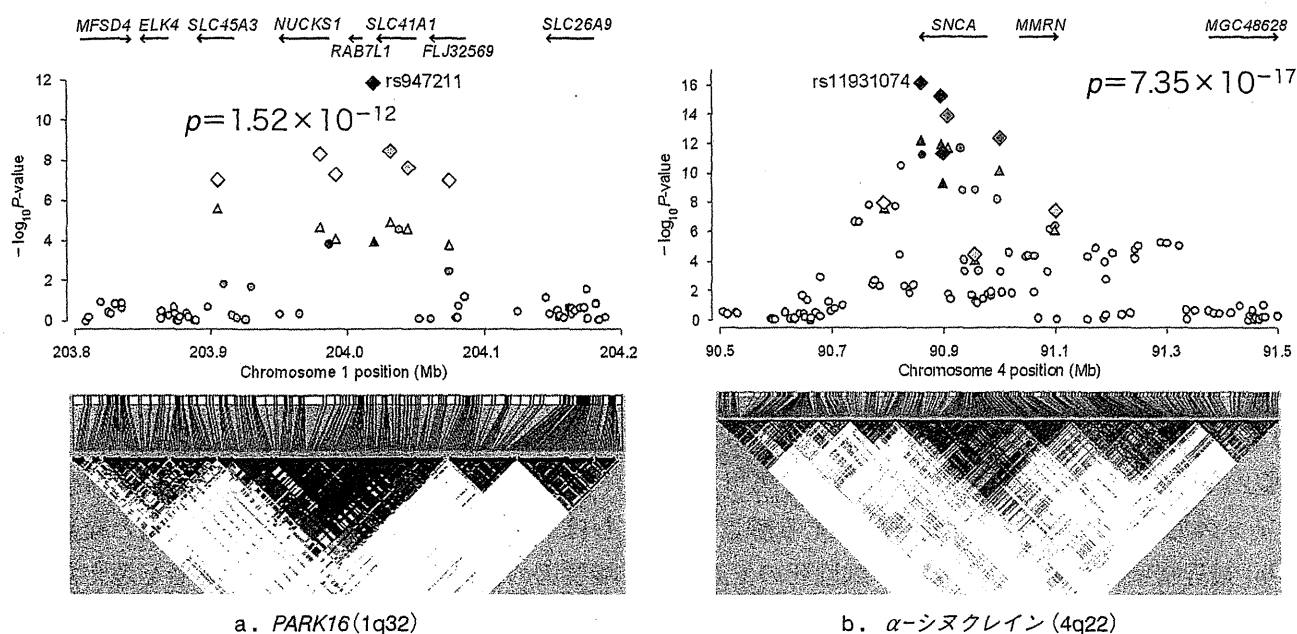 MFSD4 ELK4 SLC45A3 NUCKS1 SLC41A1 SLC26A9
RAB7L1 FLJ32569
rs947211
p=1.52×10⁻¹²
12
10
8
6
4
2
0
−log₁₀P-value
203.8 203.9 204.0 204.1 204.2
Chromosome 1 position (Mb)
a. PARK16(1q32)
SNCA MMRN MGC48628
rs11931074
p=7.35×10⁻¹⁷
16
14
12
10
8
6
4
2
0
−log₁₀P-value
90.5 90.7 90.9 91.1 91.3 91.5
Chromosome 4 position (Mb)
b. α-シヌクレイン(4q22)